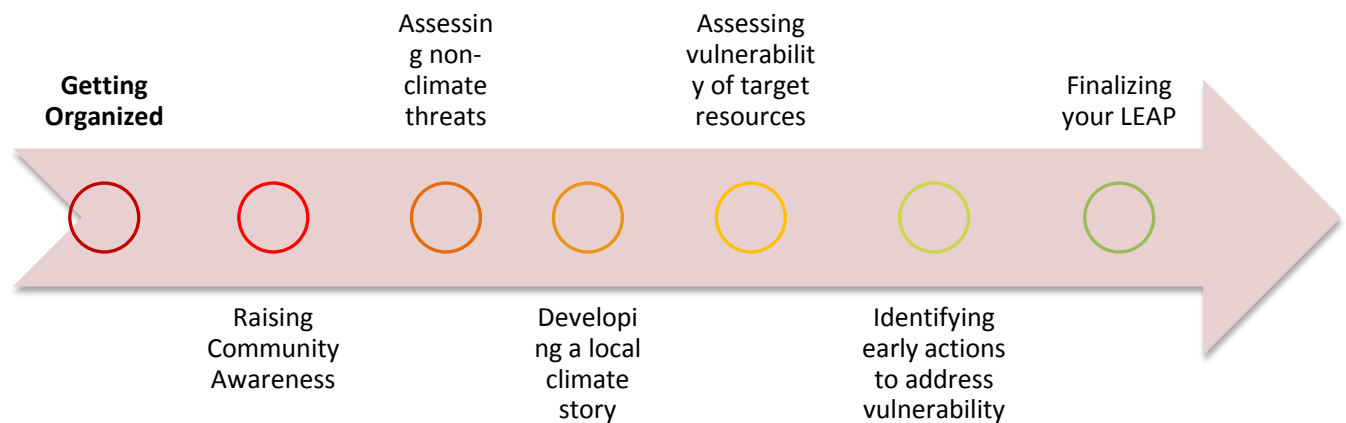 Getting
Organized
Raising
Community
Awareness
Assessin
g non-
climate
threats
Developi
ng a local
climate
story
Assessing
vulnerabilit
y of target
resources
Identifying
early actions
to address
vulnerability
Finalizing
your LEAP